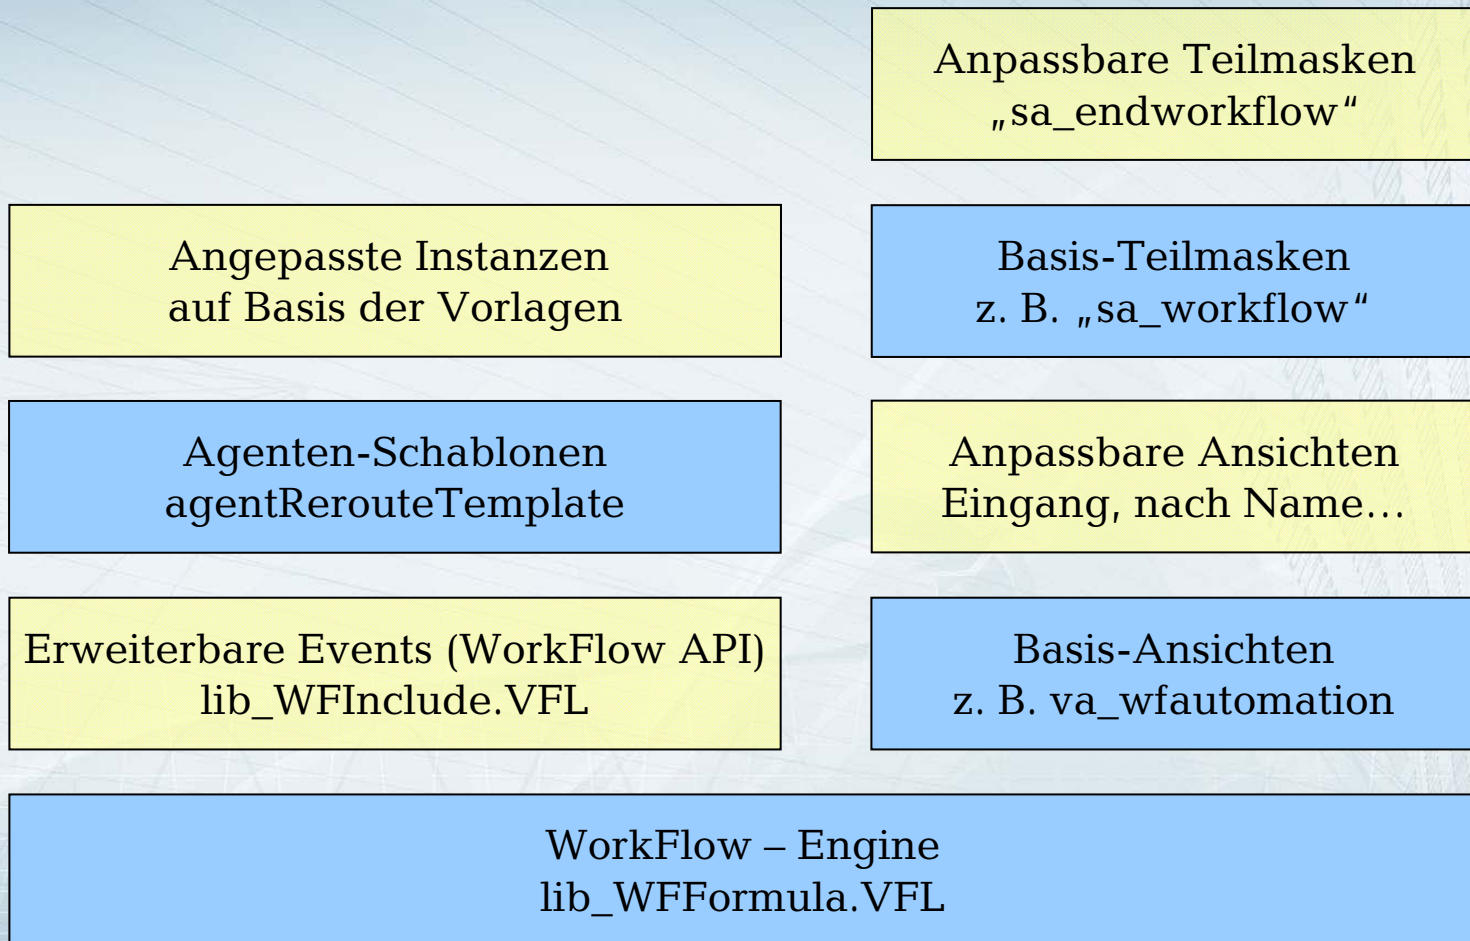 Anpassbare Teilmasken
„sa_endworkflow“
Angepasste Instanzen
auf Basis der Vorlagen
Basis-Teilmasken
z. B. „sa_workflow“
Agenten-Schablonen
agentRerouteTemplate
Anpassbare Ansichten
Eingang, nach Name…
Erweiterbare Events (WorkFlow API)
lib_WFInclude.VFL
Basis-Ansichten
z. B. va_wfautomation
WorkFlow – Engine
lib_WFFormula.VFL